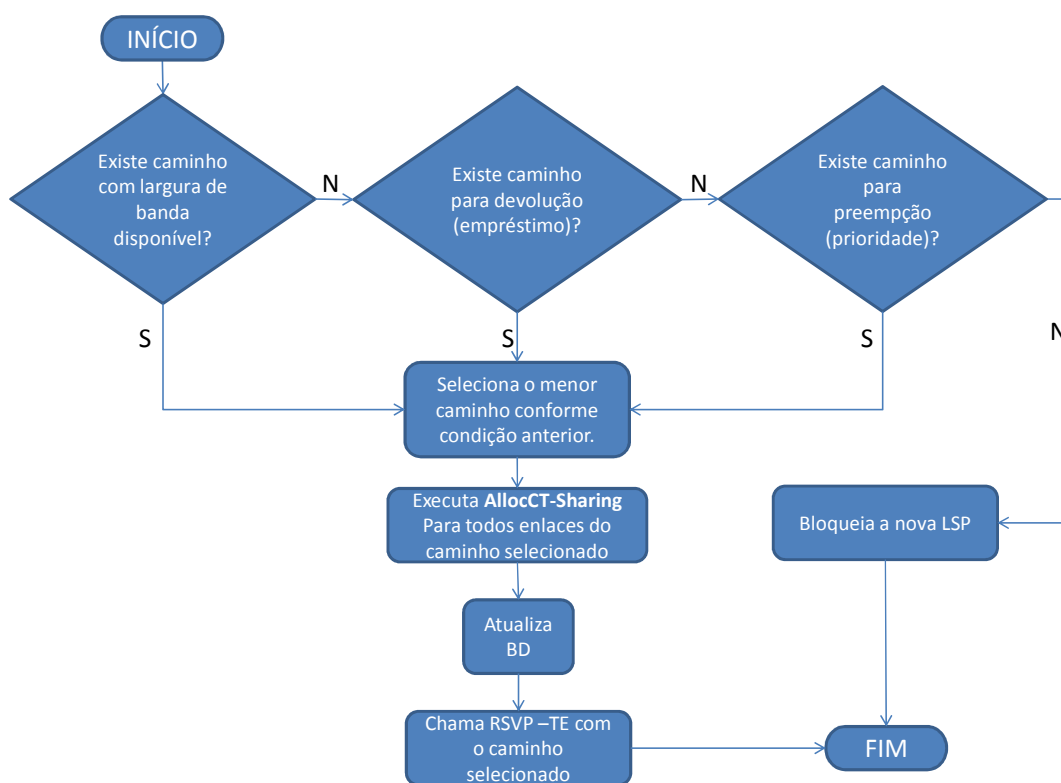 INÍCIO
Existe caminho
com largura de
banda
disponível?
N
Existe caminho
para devolução
(empréstimo)?
N
Existe caminho
para
preempção
(prioridade)?
S
S
S
N
Seleciona o menor
caminho conforme
condição anterior.
Executa AllocCT-Sharing
Para todos enlaces do
caminho selecionado
Bloqueia a nova LSP
Atualiza
BD
Chama RSVP –TE com
o caminho
selecionado
FIM